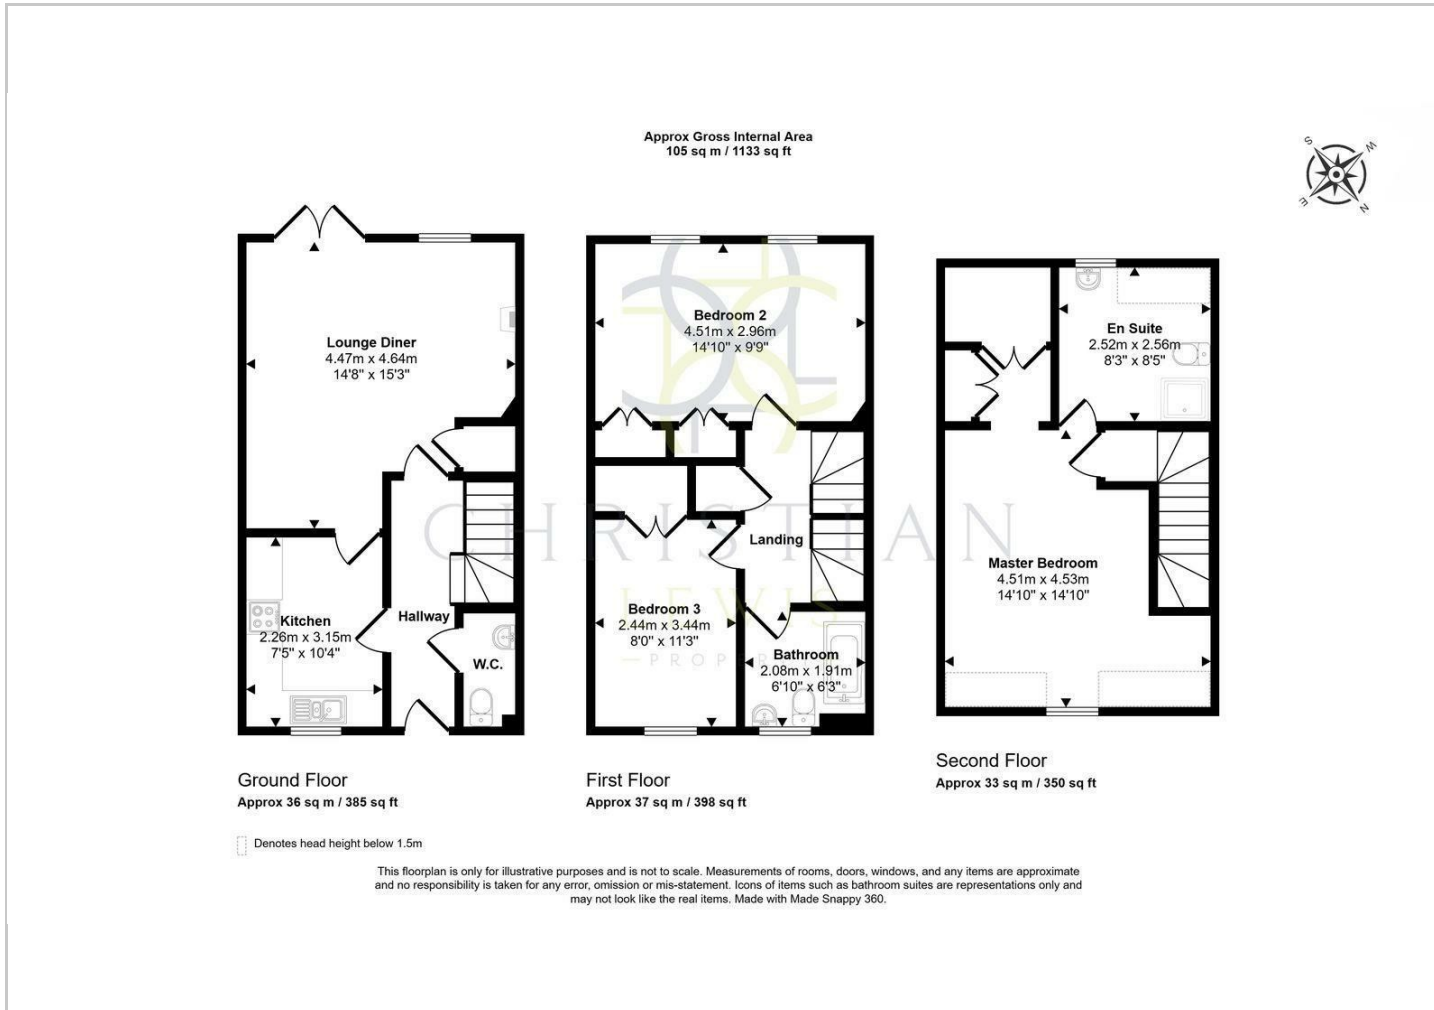 Approx Gross Internal Area
105 sq m / 1133 sq ft
S
W
E
N
Lounge Diner
4.47m x 4.64m
14'8" x 15'3"
Kitchen
2.26m x 3.15m
7'5" x 10'4"
Hallway
W.C.
Ground Floor
Approx 36 sq m / 385 sq ft
Bedroom 2
4.51m x 2.96m
14'10" x 9'9"
Landing
Bedroom 3
2.44m x 3.44m
8'0" x 11'3"
Bathroom
2.08m x 1.91m
6'10" x 6'3"
First Floor
Approx 37 sq m / 398 sq ft
En Suite
2.52m x 2.56m
8'3" x 8'5"
Master Bedroom
4.51m x 4.53m
14'10" x 14'10"
Second Floor
Approx 33 sq m / 350 sq ft
CHRISTIAN
LEWIS
Denotes head height below 1.5m
This floorplan is only for illustrative purposes and is not to scale. Measurements of rooms, doors, windows, and any items are approximate
and no responsibility is taken for any error, omission or mis-statement. Icons of items such as bathroom suites are representations only and
may not look like the real items. Made with Made Snappy 360.